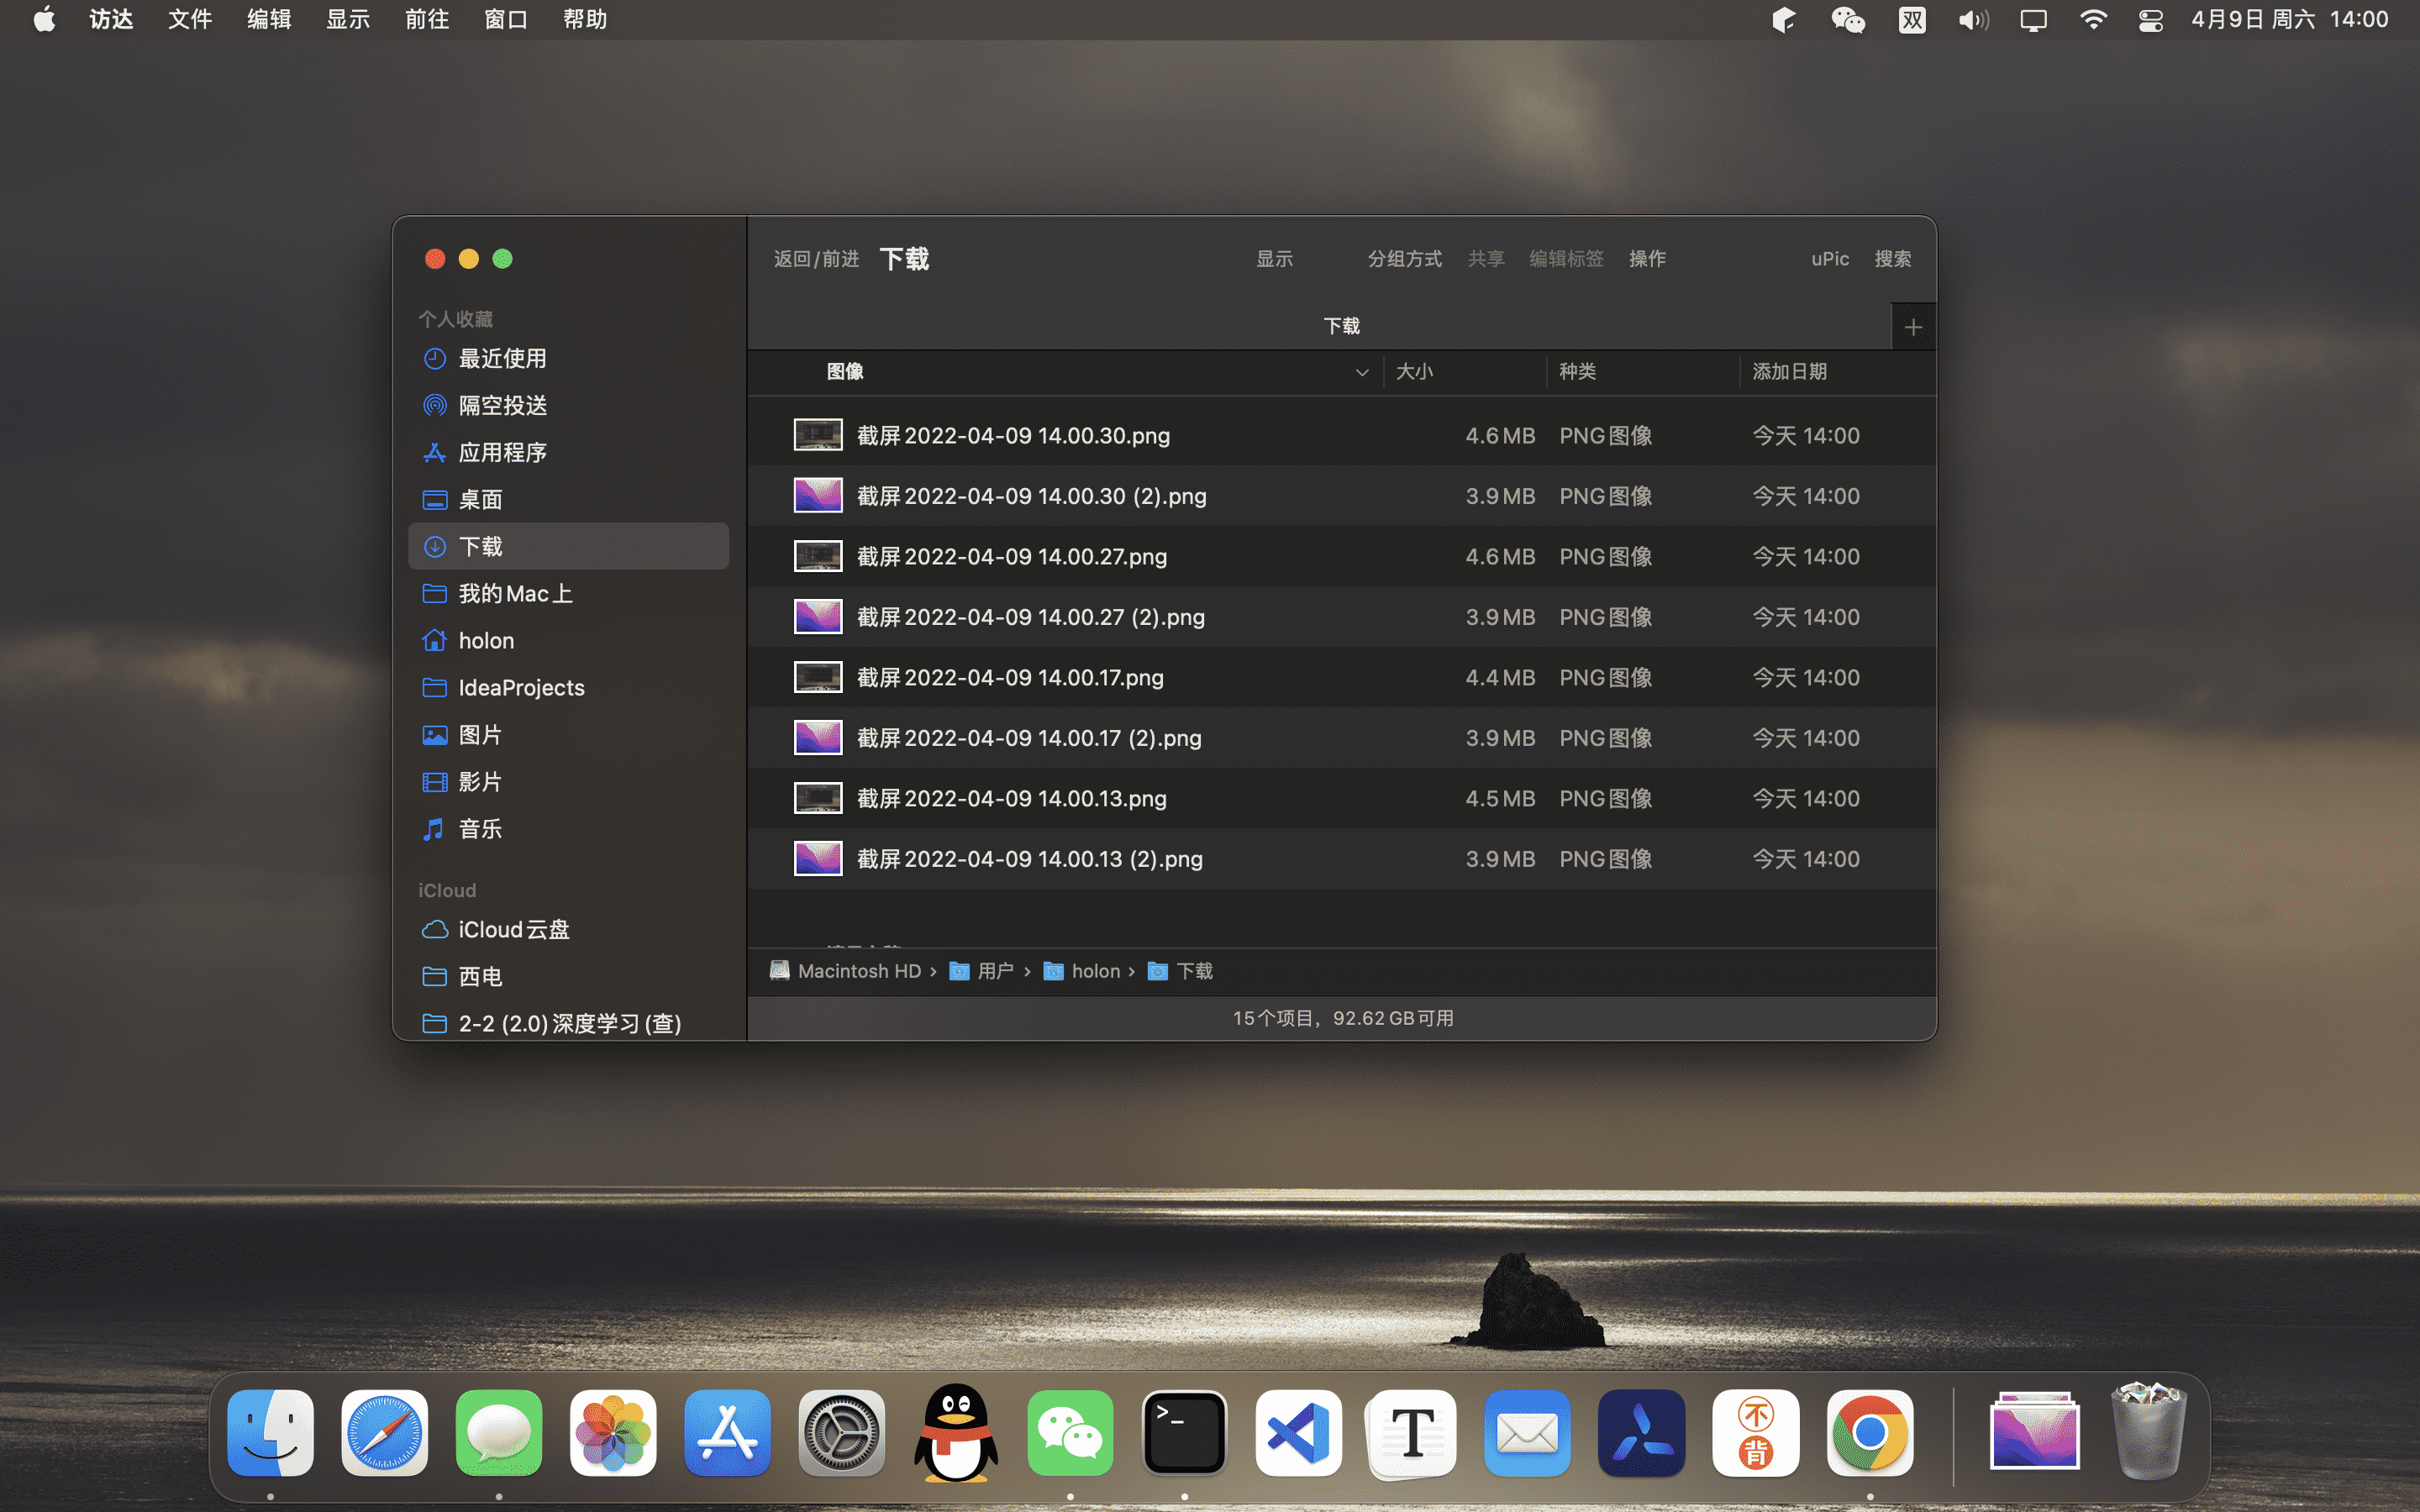 访达 文件 编辑 显示 前往 窗口 帮助 双 4月9日 周六 14:00
返回/前进 下载 显示 分组方式 共享 编辑标签 操作 uPic 搜索
下载
个人收藏
最近使用
隔空投送
应用程序
桌面
下载
我的Mac上
holon
IdeaProjects
图片
影片
音乐
iCloud
iCloud云盘
西电
2-2 (2.0)深度学习(查)
图像 大小 种类 添加日期
截屏2022-04-09 14.00.30.png 4.6 MB PNG图像 今天 14:00
截屏2022-04-09 14.00.30 (2).png 3.9 MB PNG图像 今天 14:00
截屏2022-04-09 14.00.27.png 4.6 MB PNG图像 今天 14:00
截屏2022-04-09 14.00.27 (2).png 3.9 MB PNG图像 今天 14:00
截屏2022-04-09 14.00.17.png 4.4 MB PNG图像 今天 14:00
截屏2022-04-09 14.00.17 (2).png 3.9 MB PNG图像 今天 14:00
截屏2022-04-09 14.00.13.png 4.5 MB PNG图像 今天 14:00
截屏2022-04-09 14.00.13 (2).png 3.9 MB PNG图像 今天 14:00
Macintosh HD › 用户 › holon › 下载
15个项目，92.62 GB可用
>_ T 不
背